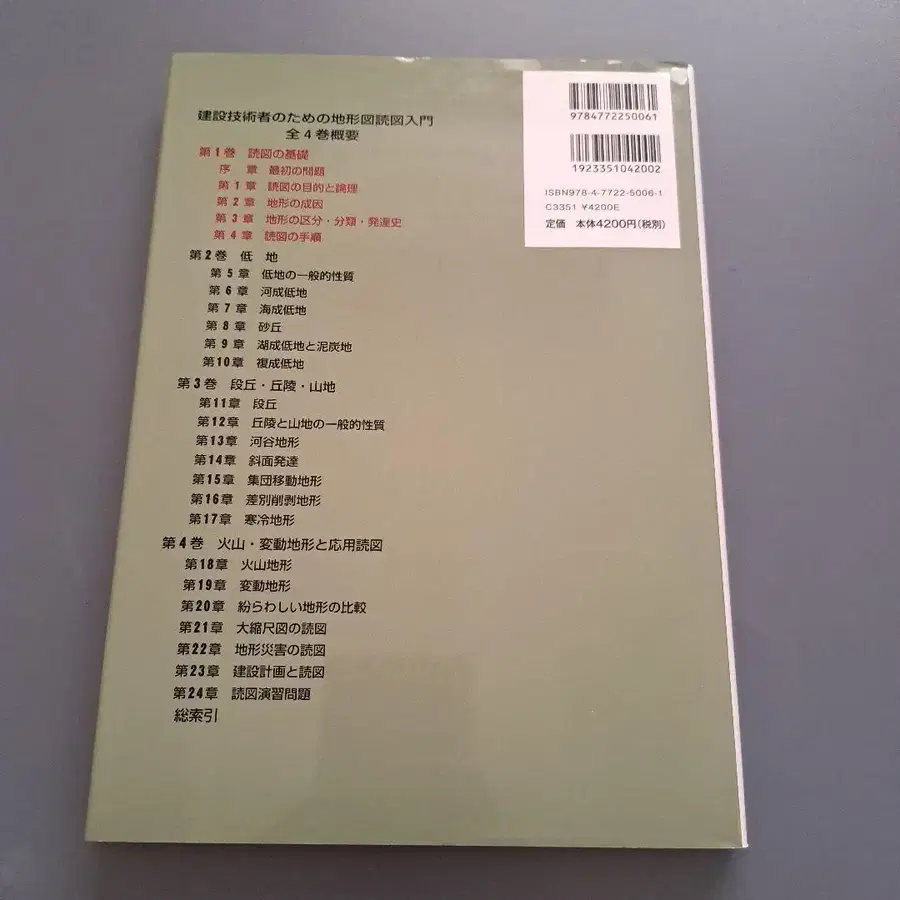 建設技術者のための地形図読図入門
全4巻概要
第1巻 読図の基礎
序 章 最初の問題
第1章 読図の目的と論理
第2章 地形の成因
第3章 地形の区分・分類・発達史
第4章 読図の手順
第2巻 低 地
第5章 低地の一般的性質
第6章 河成低地
第7章 海成低地
第8章 砂丘
第9章 湖成低地と泥炭地
第10章 複成低地
第3巻 段丘・丘陵・山地
第11章 段丘
第12章 丘陵と山地の一般的性質
第13章 河谷地形
第14章 斜面発達
第15章 集団移動地形
第16章 差別削剥地形
第17章 寒冷地形
第4巻 火山・変動地形と応用読図
第18章 火山地形
第19章 変動地形
第20章 紛らわしい地形の比較
第21章 大縮尺図の読図
第22章 地形災害の読図
第23章 建設計画と読図
第24章 読図演習問題
総索引
9784772250061
1923351042002
ISBN978-4-7722-5006-1
C3351 ¥4200E
定価 本体4200円(税別)